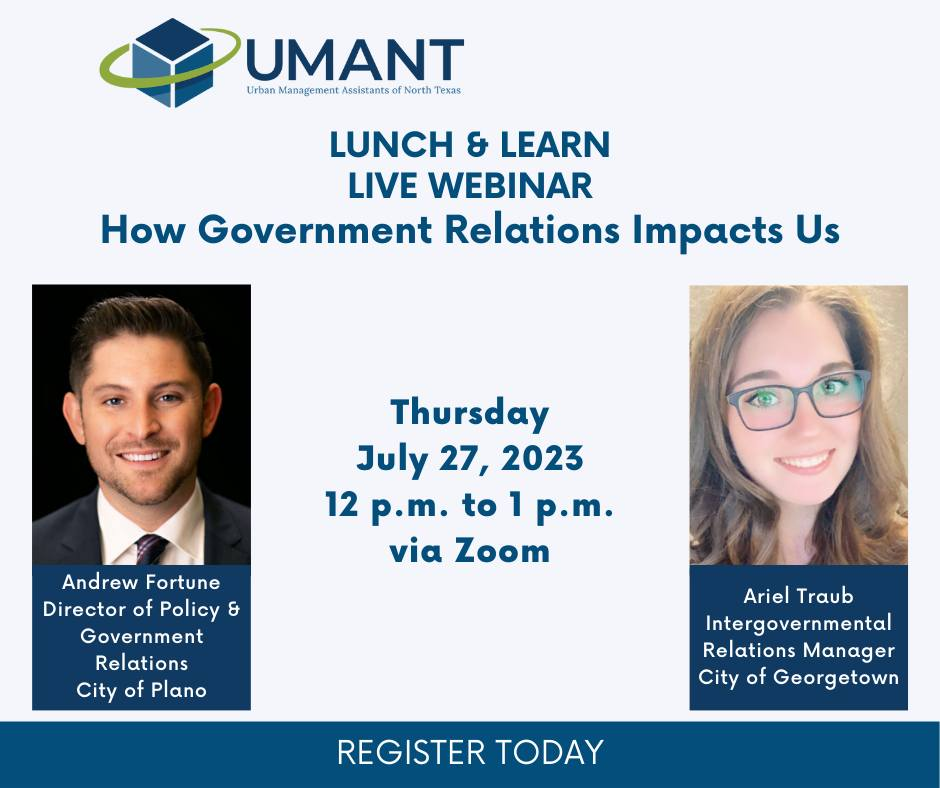 UMANT
Urban Management Assistants of North Texas
LUNCH & LEARN
LIVE WEBINAR
How Government Relations Impacts Us
Thursday
July 27, 2023
12 p.m. to 1 p.m.
via Zoom
Andrew Fortune
Director of Policy &
Government
Relations
City of Plano
Ariel Traub
Intergovernmental
Relations Manager
City of Georgetown
REGISTER TODAY